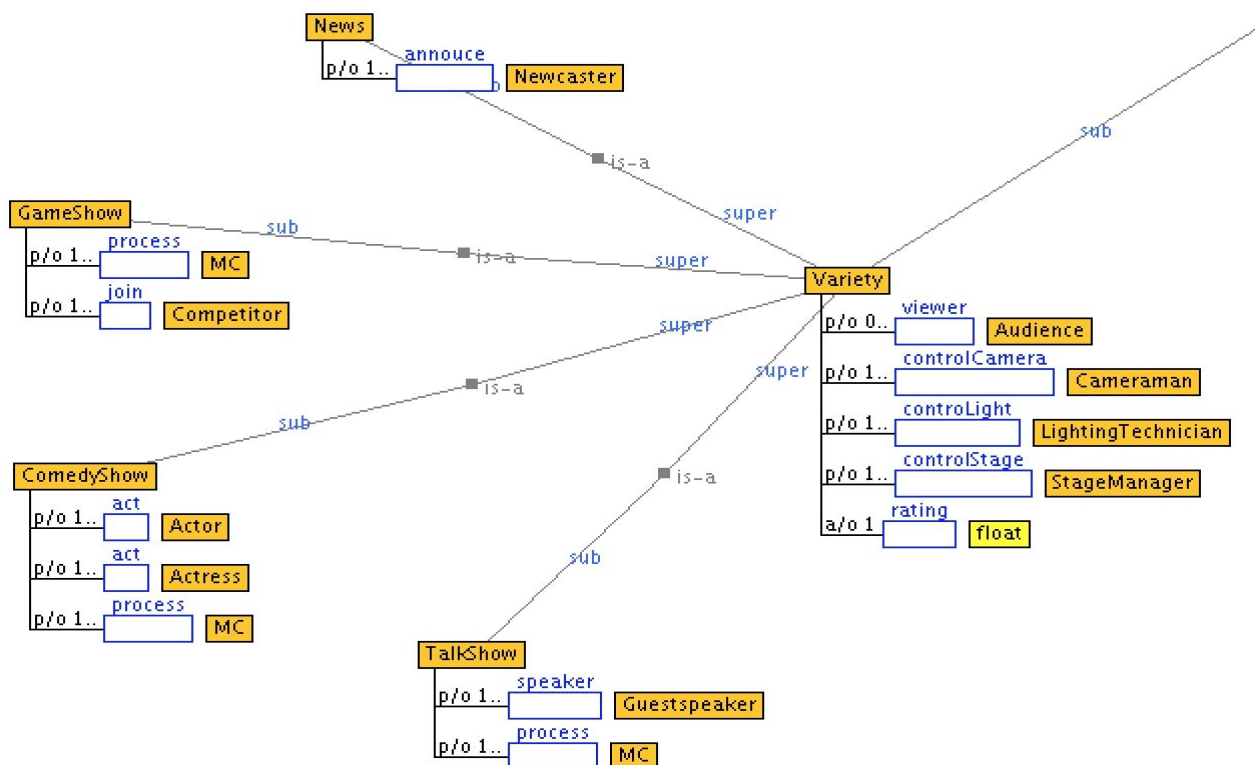 News
annouce
p/o 1..
Newcaster
sub
is-a
super
GameShow
sub
is-a
super
process
p/o 1..
MC
join
p/o 1..
Competitor
Variety
viewer
p/o 0..
Audience
controlCamera
p/o 1..
Cameraman
controLight
p/o 1..
LightingTechnician
controlStage
p/o 1..
StageManager
rating
a/o 1
float
super
is-a
sub
super
is-a
sub
ComedyShow
act
p/o 1..
Actor
act
p/o 1..
Actress
process
p/o 1..
MC
TalkShow
speaker
p/o 1..
Guestspeaker
process
p/o 1..
MC